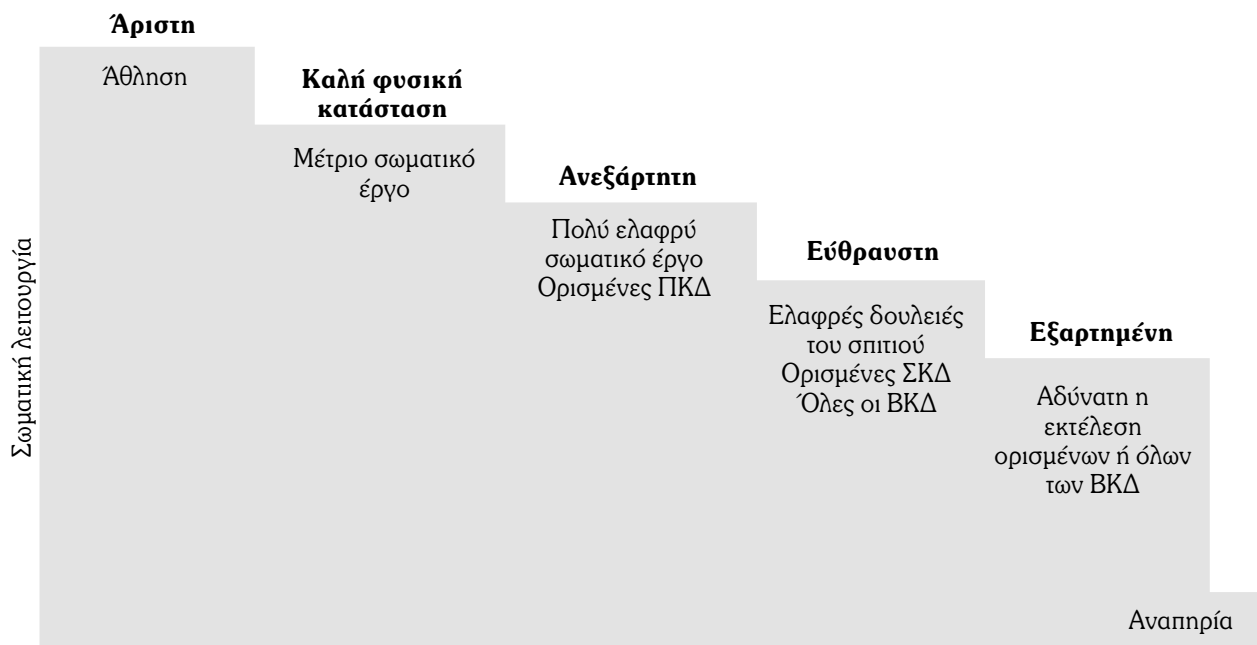 Άριστη
Άθληση
Καλή φυσική
κατάσταση
Μέτριο σωματικό
έργο
Ανεξάρτητη
Πολύ ελαφρύ
σωματικό έργο
Ορισμένες ΠΚΔ
Εύθραυστη
Ελαφρές δουλειές
του σπιτιού
Ορισμένες ΣΚΔ
Όλες οι ΒΚΔ
Εξαρτημένη
Αδύνατη η
εκτέλεση
ορισμένων ή όλων
των ΒΚΔ
Αναπηρία
Σωματική λειτουργία